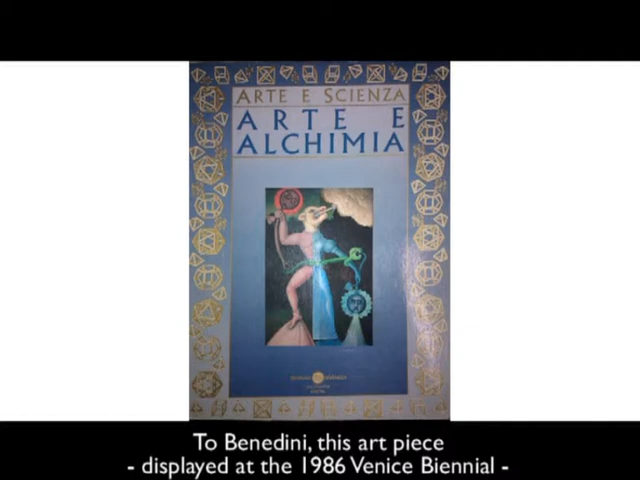 ARTE E SCIENZA
ARTE E
ALCHIMIA
To Benedini, this art piece
- displayed at the 1986 Venice Biennial -